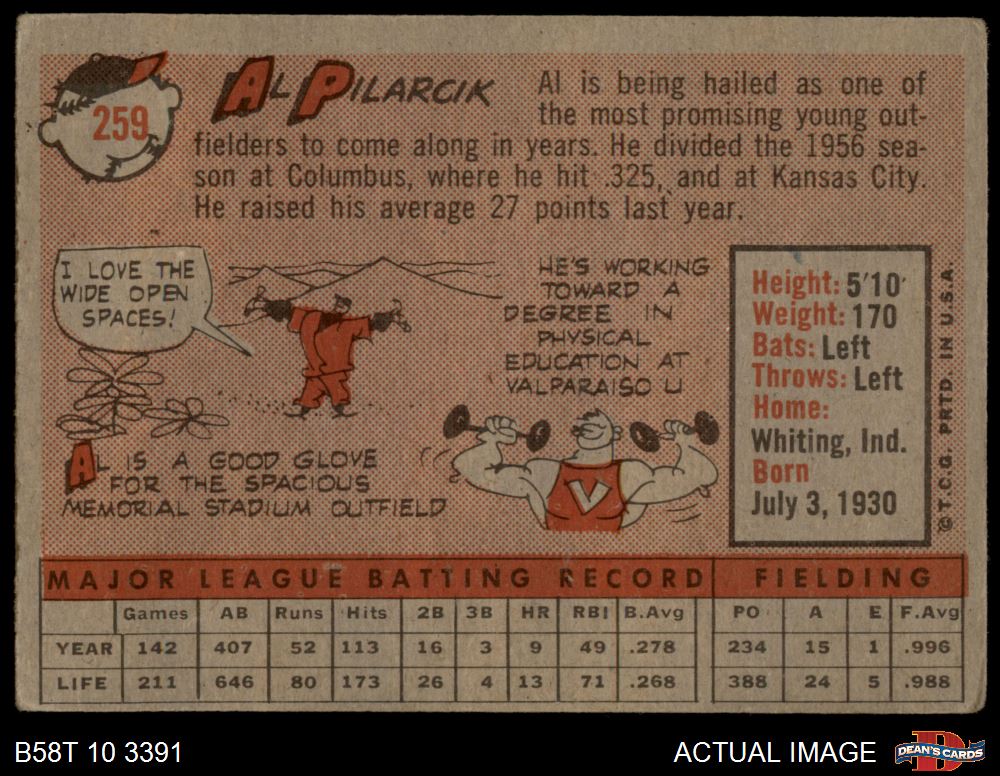 259
AL PILARCIK
Al is being hailed as one of
the most promising young out-
fielders to come along in years. He divided the 1956 sea-
son at Columbus, where he hit .325, and at Kansas City.
He raised his average 27 points last year.
I LOVE THE
WIDE OPEN
SPACES!
AL IS A GOOD GLOVE
FOR THE SPACIOUS
MEMORIAL STADIUM OUTFIELD
HE'S WORKING
TOWARD A
DEGREE IN
PHYSICAL
EDUCATION AT
VALPARAISO U
V
Height: 5'10"
Weight: 170
Bats: Left
Throws: Left
Home:
Whiting, Ind.
Born
July 3, 1930
© T.C.G. PRTD. IN U.S.A.
MAJOR LEAGUE BATTING RECORD FIELDING
Games AB Runs Hits 2B 3B HR RBI B.Avg PO A E F.Avg
YEAR 142 407 52 113 16 3 9 49 .278 234 15 1 .996
LIFE 211 646 80 173 26 4 13 71 .268 388 24 5 .988
B58T 10 3391
ACTUAL IMAGE
DEAN'S CARDS